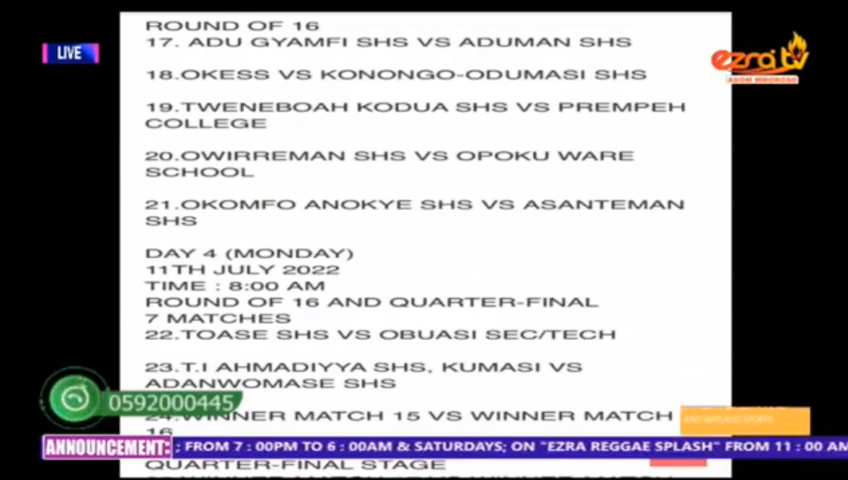 LIVE
ezra tv
ROUND OF 16
17. ADU GYAMFI SHS VS ADUMAN SHS
18.OKESS VS KONONGO-ODUMASI SHS
19.TWENEBOAH KODUA SHS VS PREMPEH
COLLEGE
20.OWIRREMAN SHS VS OPOKU WARE
SCHOOL
21.OKOMFO ANOKYE SHS VS ASANTEMAN
SHS
DAY 4 (MONDAY)
11TH JULY 2022
TIME : 8:00 AM
ROUND OF 16 AND QUARTER-FINAL
7 MATCHES
22.TOASE SHS VS OBUASI SEC/TECH
23.T.I AHMADIYYA SHS, KUMASI VS
ADANWOMASE SHS
0592000445
24.WINNER MATCH 15 VS WINNER MATCH
16
ANNOUNCEMENT: ; FROM 7 : 00PM TO 6 : 00AM & SATURDAYS; ON "EZRA REGGAE SPLASH" FROM 11 : 00 AM
QUARTER-FINAL STAGE